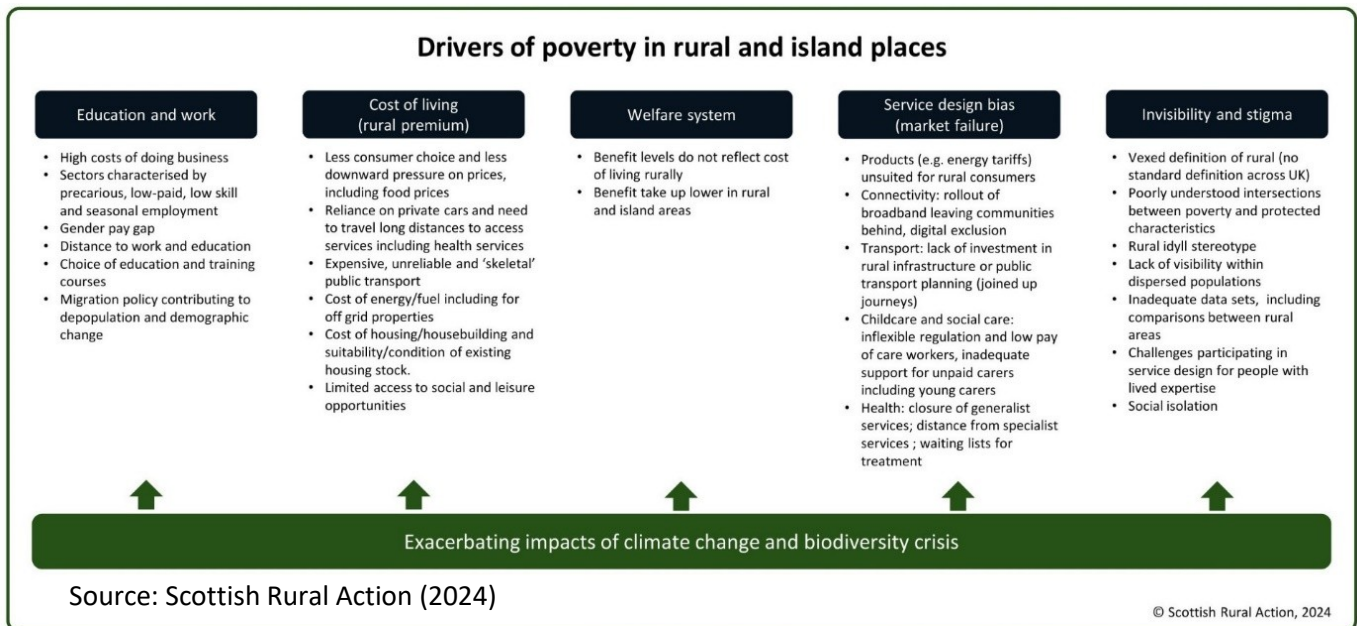 Drivers of poverty in rural and island places
Education and work
• High costs of doing business
• Sectors characterised by
precarious, low-paid, low skill
and seasonal employment
• Gender pay gap
• Distance to work and education
• Choice of education and training
courses
• Migration policy contributing to
depopulation and demographic
change
Cost of living
(rural premium)
• Less consumer choice and less
downward pressure on prices,
including food prices
• Reliance on private cars and need
to travel long distances to access
services including health services
• Expensive, unreliable and ‘skeletal’
public transport
• Cost of energy/fuel including for
off grid properties
• Cost of housing/housebuilding and
suitability/condition of existing
housing stock.
• Limited access to social and leisure
opportunities
Welfare system
• Benefit levels do not reflect cost
of living rurally
• Benefit take up lower in rural
and island areas
Service design bias
(market failure)
• Products (e.g. energy tariffs)
unsuited for rural consumers
• Connectivity: rollout of
broadband leaving communities
behind, digital exclusion
• Transport: lack of investment in
rural infrastructure or public
transport planning (joined up
journeys)
• Childcare and social care:
inflexible regulation and low pay
of care workers, inadequate
support for unpaid carers
including young carers
• Health: closure of generalist
services; distance from specialist
services ; waiting lists for
treatment
Invisibility and stigma
• Vexed definition of rural (no
standard definition across UK)
• Poorly understood intersections
between poverty and protected
characteristics
• Rural idyll stereotype
• Lack of visibility within
dispersed populations
• Inadequate data sets, including
comparisons between rural
areas
• Challenges participating in
service design for people with
lived expertise
• Social isolation
Exacerbating impacts of climate change and biodiversity crisis
Source: Scottish Rural Action (2024)
© Scottish Rural Action, 2024